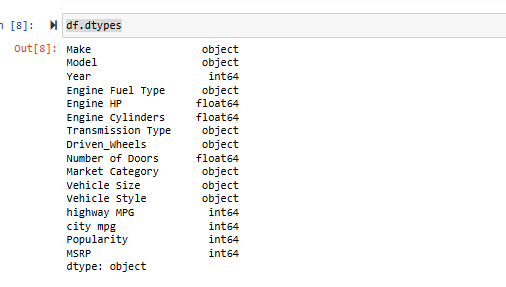 n [8]: df.dtypes
Out[8]: Make object
Model object
Year int64
Engine Fuel Type object
Engine HP float64
Engine Cylinders float64
Transmission Type object
Driven_Wheels object
Number of Doors float64
Market Category object
Vehicle Size object
Vehicle Style object
highway MPG int64
city mpg int64
Popularity int64
MSRP int64
dtype: object